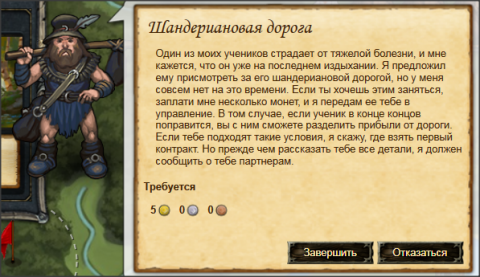 Шандериановая дорога
Один из моих учеников страдает от тяжелой болезни, и мне
кажется, что он уже на последнем издыхании. Я предложил
ему присмотреть за его шандериановой дорогой, но у меня
совсем нет на это времени. Если ты хочешь этим заняться,
заплати мне несколько монет, и я передам ее тебе в
управление. В том случае, если ученик в конце концов
поправится, вы с ним сможете разделить прибыли от дороги.
Если тебе подходят такие условия, я скажу, где взять первый
контракт. Но прежде чем рассказать тебе все детали, я должен
сообщить о тебе партнерам.
Требуется
5 0 0
Завершить Отказаться